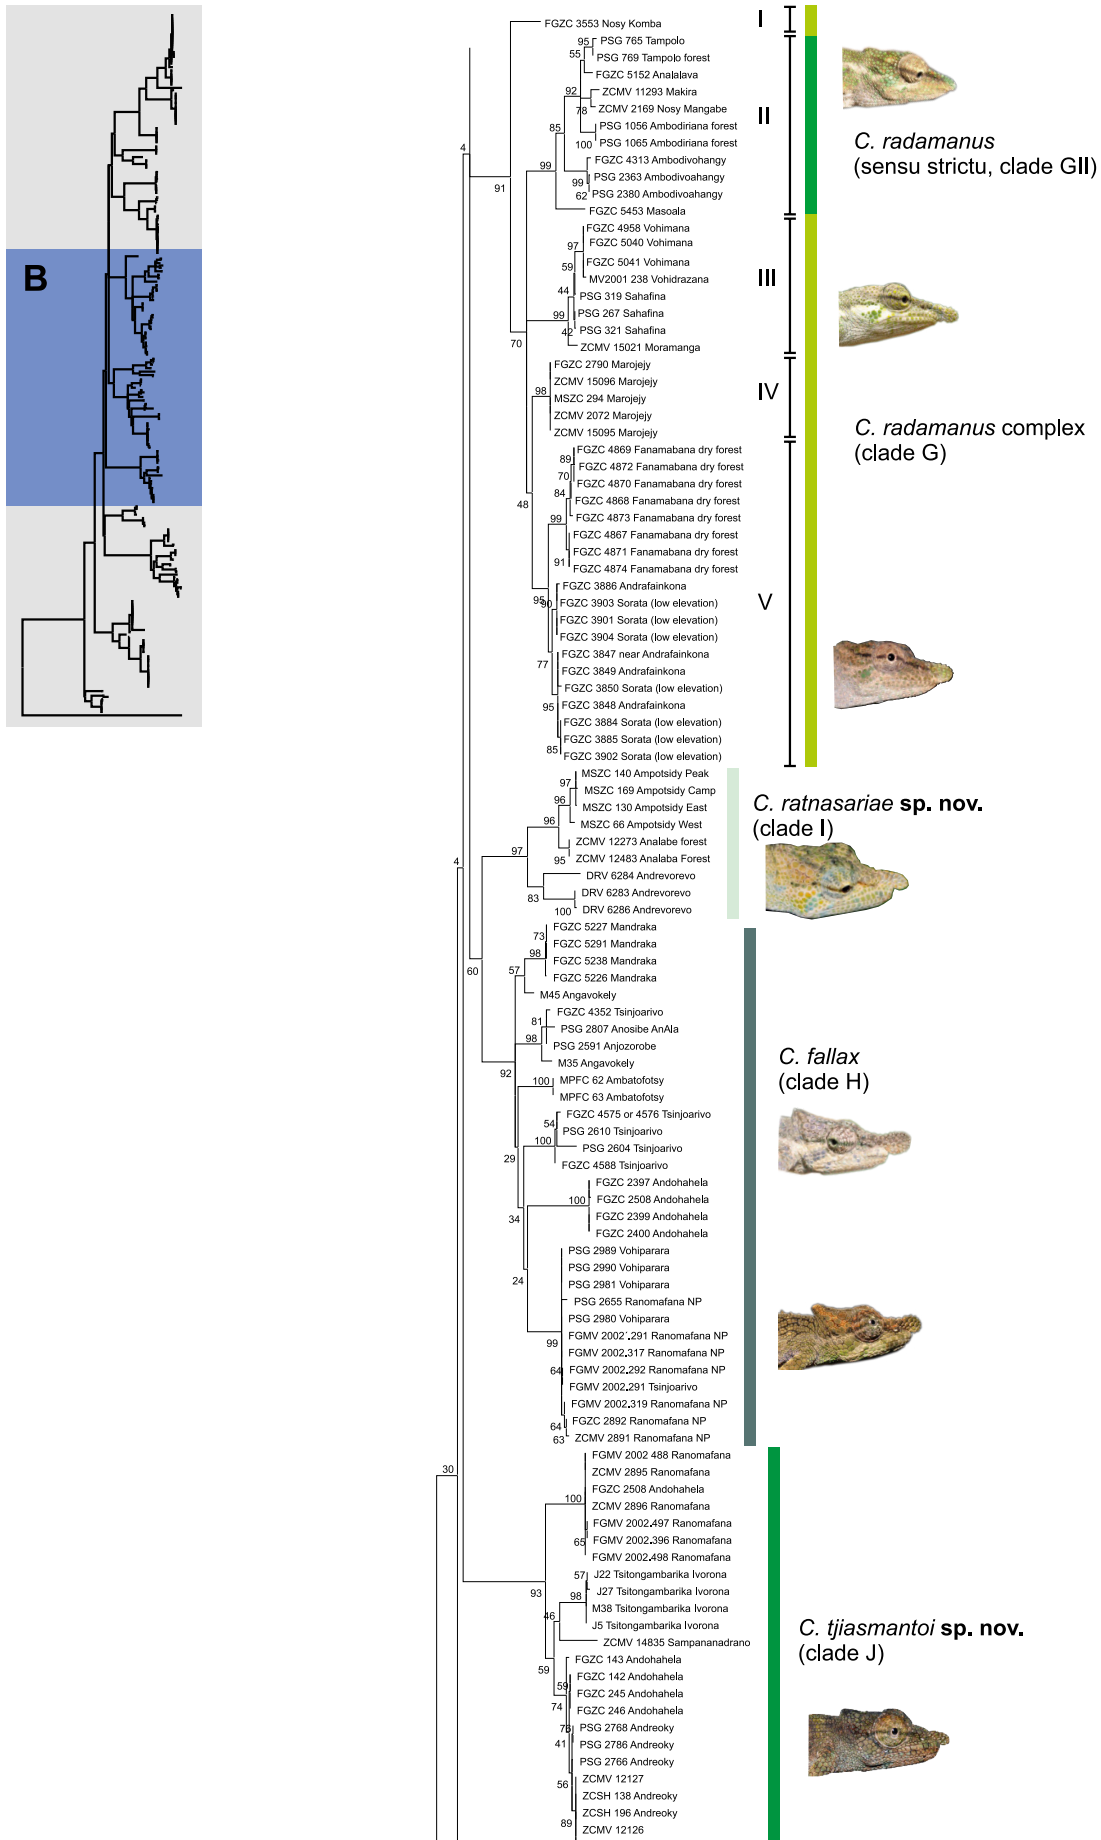 B
4
91
70
48
I
FGZC 3553 Nosy Komba
95
PSG 765 Tampolo
55
PSG 769 Tampolo forest
FGZC 5152 Analalava
92
ZCMV 11293 Makira
78
ZCMV 2169 Nosy Mangabe
II
85
PSG 1056 Ambodiriana forest
100
PSG 1065 Ambodiriana forest
99
FGZC 4313 Ambodivohangy
99
PSG 2363 Ambodivoahangy
62
PSG 2380 Ambodivoahangy
FGZC 5453 Masoala
C. radamanus
(sensu strictu, clade GII)
FGZC 4958 Vohimana
97
FGZC 5040 Vohimana
59
FGZC 5041 Vohimana
MV2001 238 Vohidrazana
III
44
PSG 319 Sahafina
99
PSG 267 Sahafina
42
PSG 321 Sahafina
ZCMV 15021 Moramanga
FGZC 2790 Marojejy
ZCMV 15096 Marojejy
98
MSZC 294 Marojejy
IV
ZCMV 2072 Marojejy
ZCMV 15095 Marojejy
C. radamanus complex
(clade G)
FGZC 4869 Fanamabana dry forest
89
FGZC 4872 Fanamabana dry forest
70
FGZC 4870 Fanamabana dry forest
84
FGZC 4868 Fanamabana dry forest
99
FGZC 4873 Fanamabana dry forest
FGZC 4867 Fanamabana dry forest
91
FGZC 4871 Fanamabana dry forest
FGZC 4874 Fanamabana dry forest
95
FGZC 3886 Andrafainkona
90
FGZC 3903 Sorata (low elevation)
V
FGZC 3901 Sorata (low elevation)
FGZC 3904 Sorata (low elevation)
77
FGZC 3847 near Andrafainkona
FGZC 3849 Andrafainkona
FGZC 3850 Sorata (low elevation)
95
FGZC 3848 Andrafainkona
FGZC 3884 Sorata (low elevation)
FGZC 3885 Sorata (low elevation)
85
FGZC 3902 Sorata (low elevation)
4
60
97
MSZC 140 Ampotsidy Peak
97
MSZC 169 Ampotsidy Camp
96
MSZC 130 Ampotsidy East
96
MSZC 66 Ampotsidy West
ZCMV 12273 Analabe forest
95
ZCMV 12483 Analaba Forest
DRV 6284 Andrevorevo
83
DRV 6283 Andrevorevo
100
DRV 6286 Andrevorevo
C. ratnasariae sp. nov.
(clade I)
FGZC 5227 Mandraka
73
FGZC 5291 Mandraka
98
FGZC 5238 Mandraka
57
FGZC 5226 Mandraka
M45 Angavokely
FGZC 4352 Tsinjoarivo
81
PSG 2807 Anosibe AnAla
98
PSG 2591 Anjozorobe
M35 Angavokely
92
100
MPFC 62 Ambatofotsy
MPFC 63 Ambatofotsy
C. fallax
(clade H)
FGZC 4575 or 4576 Tsinjoarivo
54
PSG 2610 Tsinjoarivo
100
PSG 2604 Tsinjoarivo
29
FGZC 4588 Tsinjoarivo
FGZC 2397 Andohahela
100
FGZC 2508 Andohahela
34
FGZC 2399 Andohahela
FGZC 2400 Andohahela
24
PSG 2989 Vohiparara
PSG 2990 Vohiparara
PSG 2981 Vohiparara
PSG 2655 Ranomafana NP
PSG 2980 Vohiparara
99
FGMV 2002'.291 Ranomafana NP
FGMV 2002.317 Ranomafana NP
64
FGMV 2002.292 Ranomafana NP
FGMV 2002.291 Tsinjoarivo
FGMV 2002.319 Ranomafana NP
64
FGZC 2892 Ranomafana NP
63
ZCMV 2891 Ranomafana NP
30
FGMV 2002 488 Ranomafana
ZCMV 2895 Ranomafana
100
FGZC 2508 Andohahela
ZCMV 2896 Ranomafana
FGMV 2002.497 Ranomafana
65
FGMV 2002.396 Ranomafana
FGMV 2002.498 Ranomafana
93
57
J22 Tsitongambarika Ivorona
98
J27 Tsitongambarika Ivorona
M38 Tsitongambarika Ivorona
46
J5 Tsitongambarika Ivorona
ZCMV 14835 Sampananadrano
59
FGZC 143 Andohahela
59
FGZC 142 Andohahela
FGZC 245 Andohahela
74
FGZC 246 Andohahela
76
PSG 2768 Andreoky
41
PSG 2786 Andreoky
PSG 2766 Andreoky
56
ZCMV 12127
ZCSH 138 Andreoky
89
ZCSH 196 Andreoky
ZCMV 12126
C. tjiasmantoi sp. nov.
(clade J)